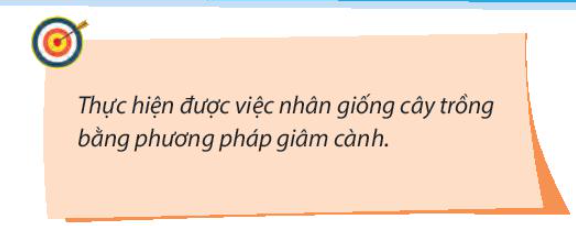 Thực hiện được việc nhân giống cây trồng
bằng phương pháp giâm cành.